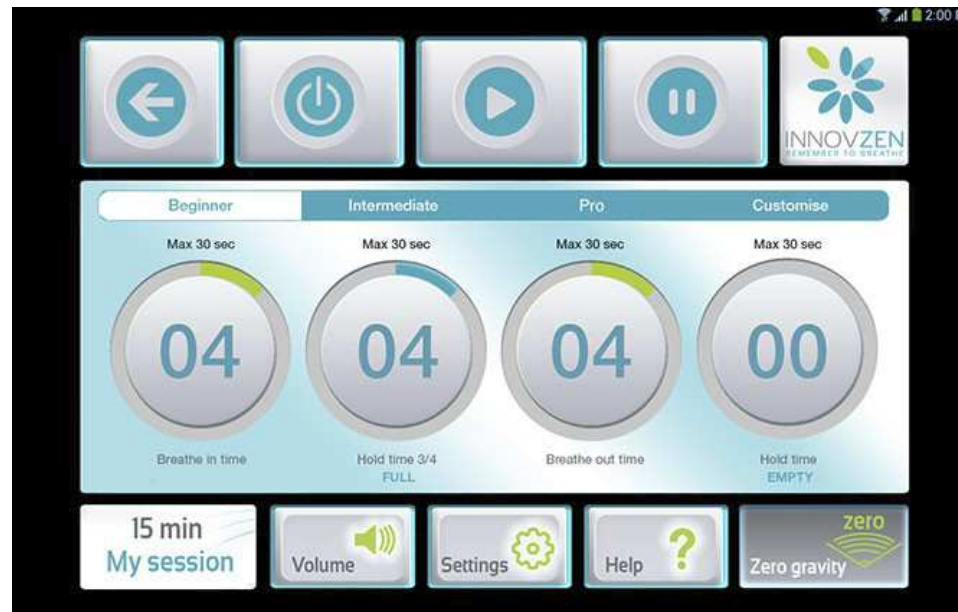 2:00
INNOVZEN
REMEMBER TO BREATHE
Beginner Intermediate Pro Customise
Max 30 sec Max 30 sec Max 30 sec Max 30 sec
04 04 04 00
Breathe in time Hold time 3/4 Breathe out time Hold time
FULL EMPTY
15 min
My session
Volume
Settings
Help
?
zero
Zero gravity